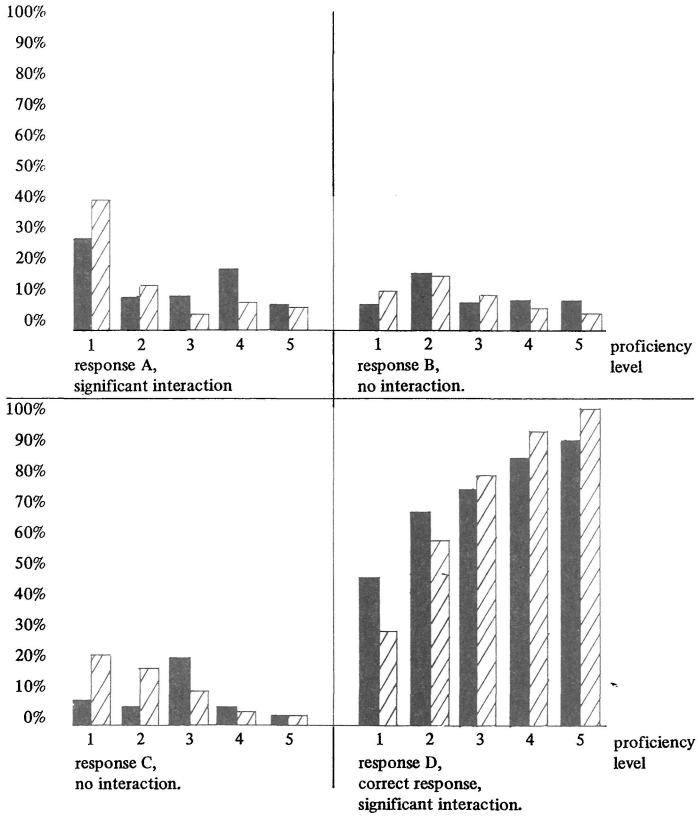 100%
90%
80%
70%
60%
50%
40%
30%
20%
10%
0%
1 2 3 4 5
response A,
significant interaction
1 2 3 4 5
response B,
no interaction.
proficiency
level
100%
90%
80%
70%
60%
50%
40%
30%
20%
10%
0%
1 2 3 4 5
response C,
no interaction.
1 2 3 4 5
response D,
correct response,
significant interaction.
proficiency
level